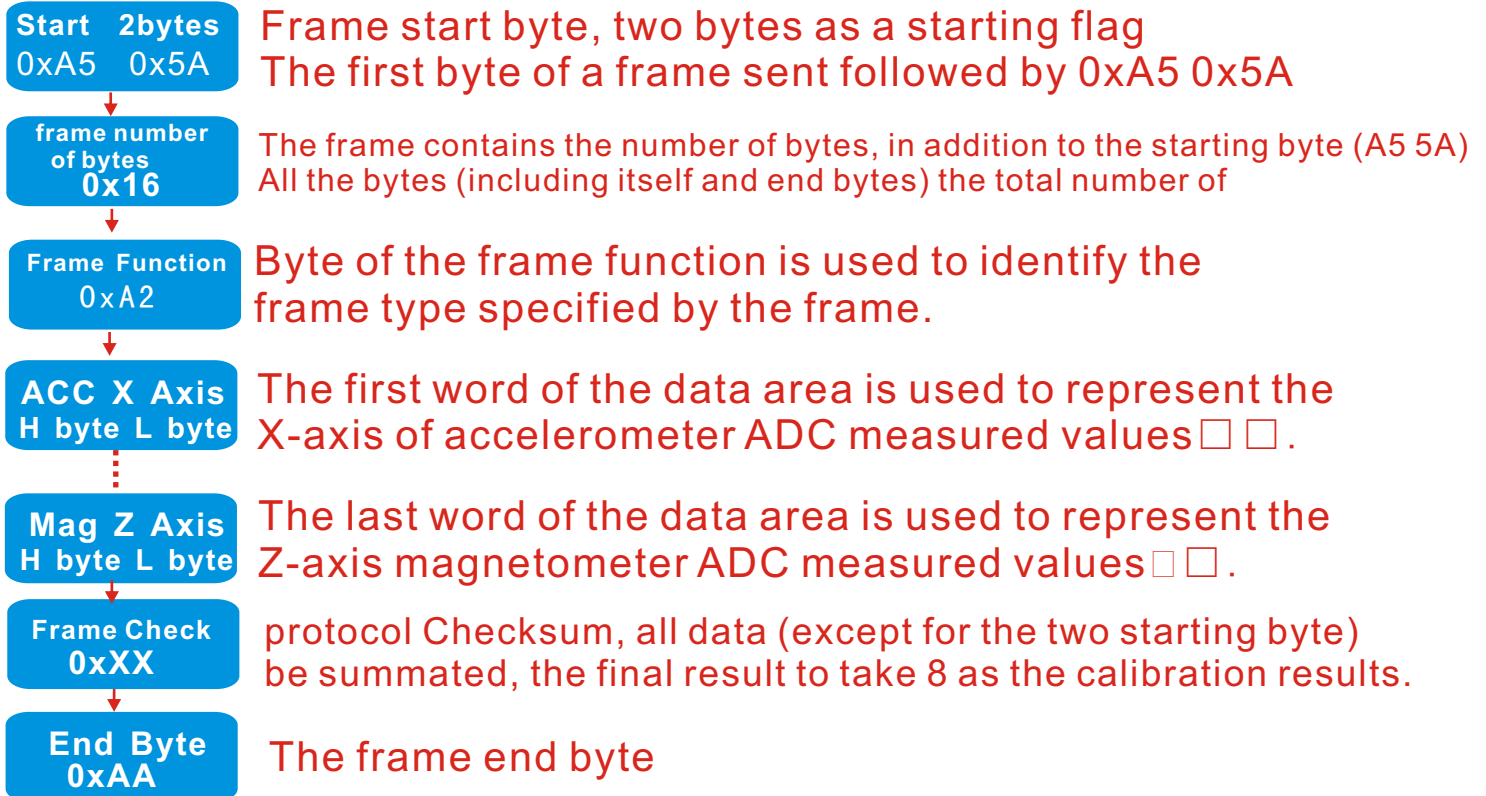 Start 2bytes
0xA5 0x5A
Frame start byte, two bytes as a starting flag
The first byte of a frame sent followed by 0xA5 0x5A
frame number
of bytes
0x16
The frame contains the number of bytes, in addition to the starting byte (A5 5A)
All the bytes (including itself and end bytes) the total number of
Frame Function
0xA2
Byte of the frame function is used to identify the
frame type specified by the frame.
ACC X Axis
H byte L byte
The first word of the data area is used to represent the
X-axis of accelerometer ADC measured values□ □.
Mag Z Axis
H byte L byte
The last word of the data area is used to represent the
Z-axis magnetometer ADC measured values□ □.
Frame Check
0xXX
protocol Checksum, all data (except for the two starting byte)
be summated, the final result to take 8 as the calibration results.
End Byte
0xAA
The frame end byte